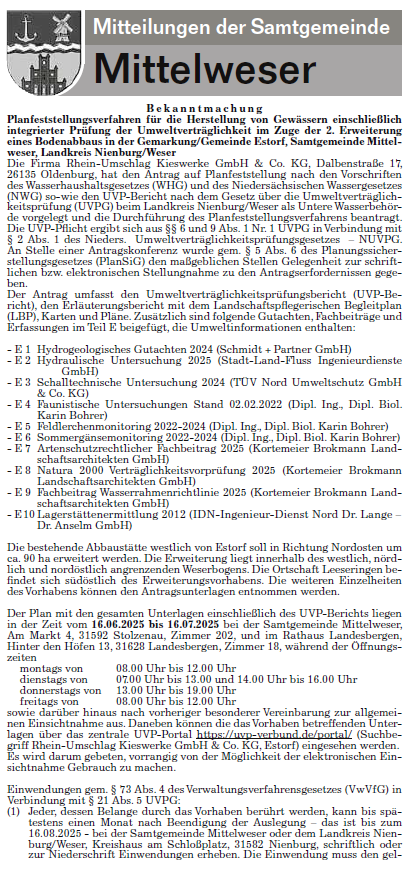 Mitteilungen der Samtgemeinde
Mittelweser
Bekanntmachung
Planfeststellungsverfahren für die Herstellung von Gewässern einschließlich
integrierter Prüfung der Umweltverträglichkeit im Zuge der 2. Erweiterung
eines Bodenabbaus in der Gemarkung/Gemeinde Estorf, Samtgemeinde Mittel-
weser, Landkreis Nienburg/Weser
Die Firma Rhein-Umschlag Kieswerke GmbH & Co. KG, Dalbenstraße 17,
26135 Oldenburg, hat den Antrag auf Planfeststellung nach den Vorschriften
des Wasserhaushaltsgesetzes (WHG) und des Niedersächsischen Wassergesetzes
(NWG) so-wie den UVP-Bericht nach dem Gesetz über die Umweltverträglich-
keitsprüfung (UVPG) beim Landkreis Nienburg/Weser als Untere Wasserbehör-
de vorgelegt und die Durchführung des Planfeststellungsverfahrens beantragt.
Die UVP-Pflicht ergibt sich aus §§ 6 und 9 Abs. 1 Nr. 1 UVPG in Verbindung mit
§ 2 Abs. 1 des Nieders. Umweltverträglichkeitsprüfungsgesetzes – NUVPG.
An Stelle einer Antragskonferenz wurde gem. § 5 Abs. 6 des Planungssicher-
stellungsgesetzes (PlanSiG) den maßgeblichen Stellen Gelegenheit zur schrift-
lichen bzw. elektronischen Stellungnahme zu den Antragserfordernissen gege-
ben.
Der Antrag umfasst den Umweltverträglichkeitsprüfungsbericht (UVP-Be-
richt), den Erläuterungsbericht mit dem Landschaftspflegerischen Begleitplan
(LBP), Karten und Pläne. Zusätzlich sind folgende Gutachten, Fachbeiträge und
Erfassungen im Teil E beigefügt, die Umweltinformationen enthalten:
- E 1 Hydrogeologisches Gutachten 2024 (Schmidt + Partner GmbH)
- E 2 Hydraulische Untersuchung 2025 (Stadt-Land-Fluss Ingenieurdienste
GmbH)
- E 3 Schalltechnische Untersuchung 2024 (TÜV Nord Umweltschutz GmbH
& Co. KG)
- E 4 Faunistische Untersuchungen Stand 02.02.2022 (Dipl. Ing., Dipl. Biol.
Karin Bohrer)
- E 5 Feldlerchenmonitoring 2022-2024 (Dipl. Ing., Dipl. Biol. Karin Bohrer)
- E 6 Sommergänsemonitoring 2022-2024 (Dipl. Ing., Dipl. Biol. Karin Bohrer)
- E 7 Artenschutzrechtlicher Fachbeitrag 2025 (Kortemeier Brokmann Land-
schaftsarchitekten GmbH)
- E 8 Natura 2000 Verträglichkeitsvorprüfung 2025 (Kortemeier Brokmann
Landschaftsarchitekten GmbH)
- E 9 Fachbeitrag Wasserrahmenrichtlinie 2025 (Kortemeier Brokmann Land-
schaftsarchitekten GmbH)
- E10 Lagerstättenermittlung 2012 (IDN-Ingenieur-Dienst Nord Dr. Lange –
Dr. Anselm GmbH)
Die bestehende Abbaustätte westlich von Estorf soll in Richtung Nordosten um
ca. 90 ha erweitert werden. Die Erweiterung liegt innerhalb des westlich, nörd-
lich und nordöstlich angrenzenden Weserbogens. Die Ortschaft Leeseringen be-
findet sich südöstlich des Erweiterungsvorhabens. Die weiteren Einzelheiten
des Vorhabens können den Antragsunterlagen entnommen werden.
Der Plan mit den gesamten Unterlagen einschließlich des UVP-Berichts liegen
in der Zeit vom 16.06.2025 bis 16.07.2025 bei der Samtgemeinde Mittelweser,
Am Markt 4, 31592 Stolzenau, Zimmer 202, und im Rathaus Landesbergen,
Hinter den Höfen 13, 31628 Landesbergen, Zimmer 18, während der Öffnungs-
zeiten
montags von 08.00 Uhr bis 12.00 Uhr
dienstags von 07.00 Uhr bis 13.00 und 14.00 Uhr bis 16.00 Uhr
donnerstags von 13.00 Uhr bis 19.00 Uhr
freitags von 08.00 Uhr bis 12.00 Uhr
sowie darüber hinaus nach vorheriger besonderer Vereinbarung zur allgemei-
nen Einsichtnahme aus. Daneben können die das Vorhaben betreffenden Unter-
lagen über das zentrale UVP-Portal https://uvp-verbund.de/portal/ (Suchbe-
griff Rhein-Umschlag Kieswerke GmbH & Co. KG, Estorf) eingesehen werden.
Es wird darum gebeten, vorrangig von der Möglichkeit der elektronischen Ein-
sichtnahme Gebrauch zu machen.
Einwendungen gem. § 73 Abs. 4 des Verwaltungsverfahrensgesetzes (VwVfG) in
Verbindung mit § 21 Abs. 5 UVPG:
(1) Jeder, dessen Belange durch das Vorhaben berührt werden, kann bis spä-
testens einen Monat nach Beendigung der Auslegung – das ist bis zum
16.08.2025 - bei der Samtgemeinde Mittelweser oder dem Landkreis Nien-
burg/Weser, Kreishaus am Schloßplatz, 31582 Nienburg, schriftlich oder
zur Niederschrift Einwendungen erheben. Die Einwendung muss den gel-